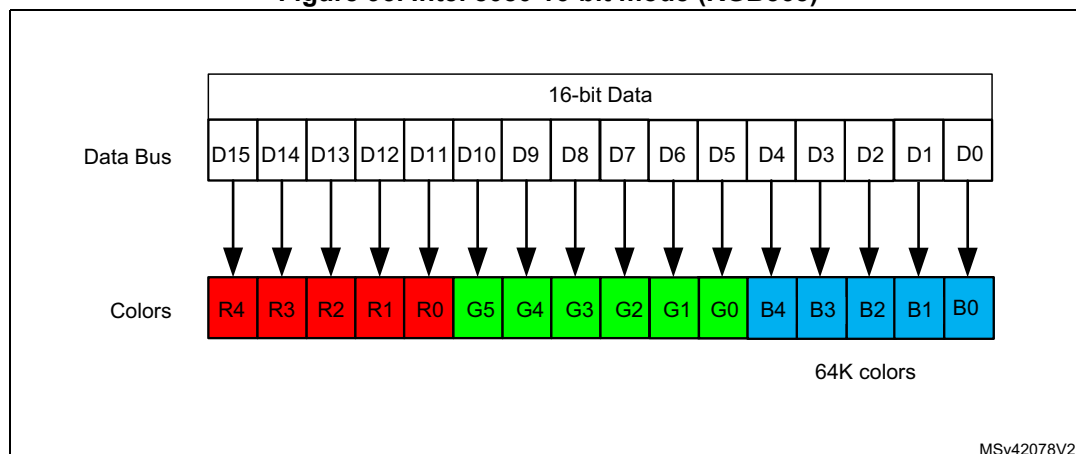 16-bit Data
Data Bus D15 D14 D13 D12 D11 D10 D9 D8 D7 D6 D5 D4 D3 D2 D1 D0
Colors R4 R3 R2 R1 R0 G5 G4 G3 G2 G1 G0 B4 B3 B2 B1 B0
64K colors
MSv42078V2